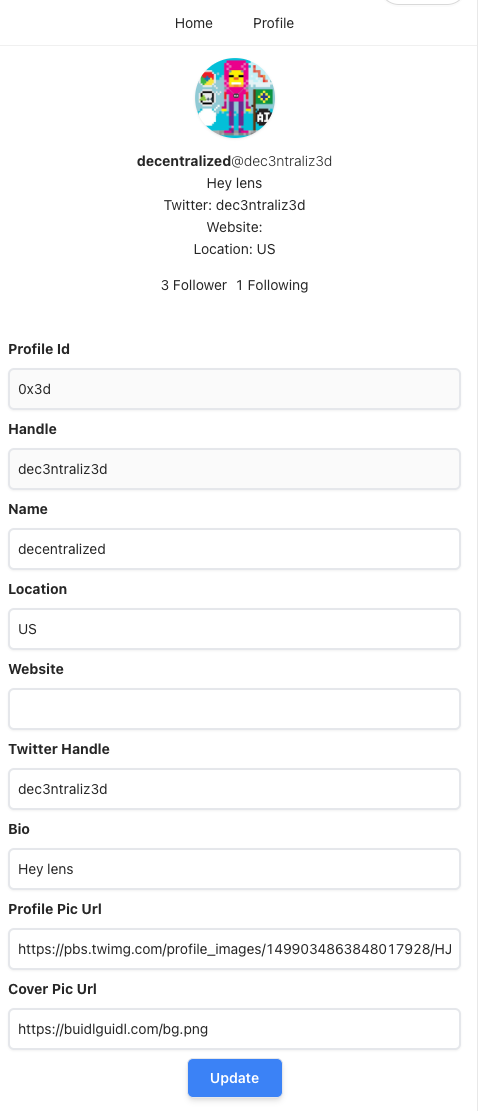 Home Profile
AI
decentralized@dec3ntraliz3d
Hey lens
Twitter: dec3ntraliz3d
Website:
Location: US
3 Follower 1 Following
Profile Id
0x3d
Handle
dec3ntraliz3d
Name
decentralized
Location
US
Website
Twitter Handle
dec3ntraliz3d
Bio
Hey lens
Profile Pic Url
https://pbs.twimg.com/profile_images/1499034863848017928/HJ
Cover Pic Url
https://buidlguidl.com/bg.png
Update